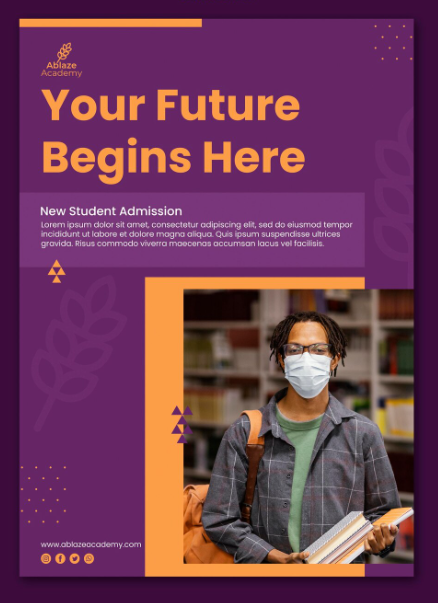 Ablaze
Academy
Your Future
Begins Here
New Student Admission
Lorem ipsum dolor sit amet, consectetur adipiscing elit, sed do eiusmod tempor
incididunt ut labore et dolore magna aliqua. Quis ipsum suspendisse ultrices
gravida. Risus commodo viverra maecenas accumsan lacus vel facilisis.
www.ablazeacademy.com